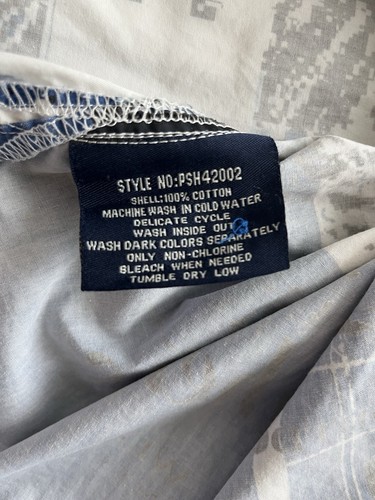 STYLE NO:PSH42002
SHELL:100% COTTON
MACHINE WASH IN COLD WATER
DELICATE CYCLE
WASH INSIDE OUT
WASH DARK COLORS SEPARATELY
ONLY NON-CHLORINE
BLEACH WHEN NEEDED
TUMBLE DRY LOW